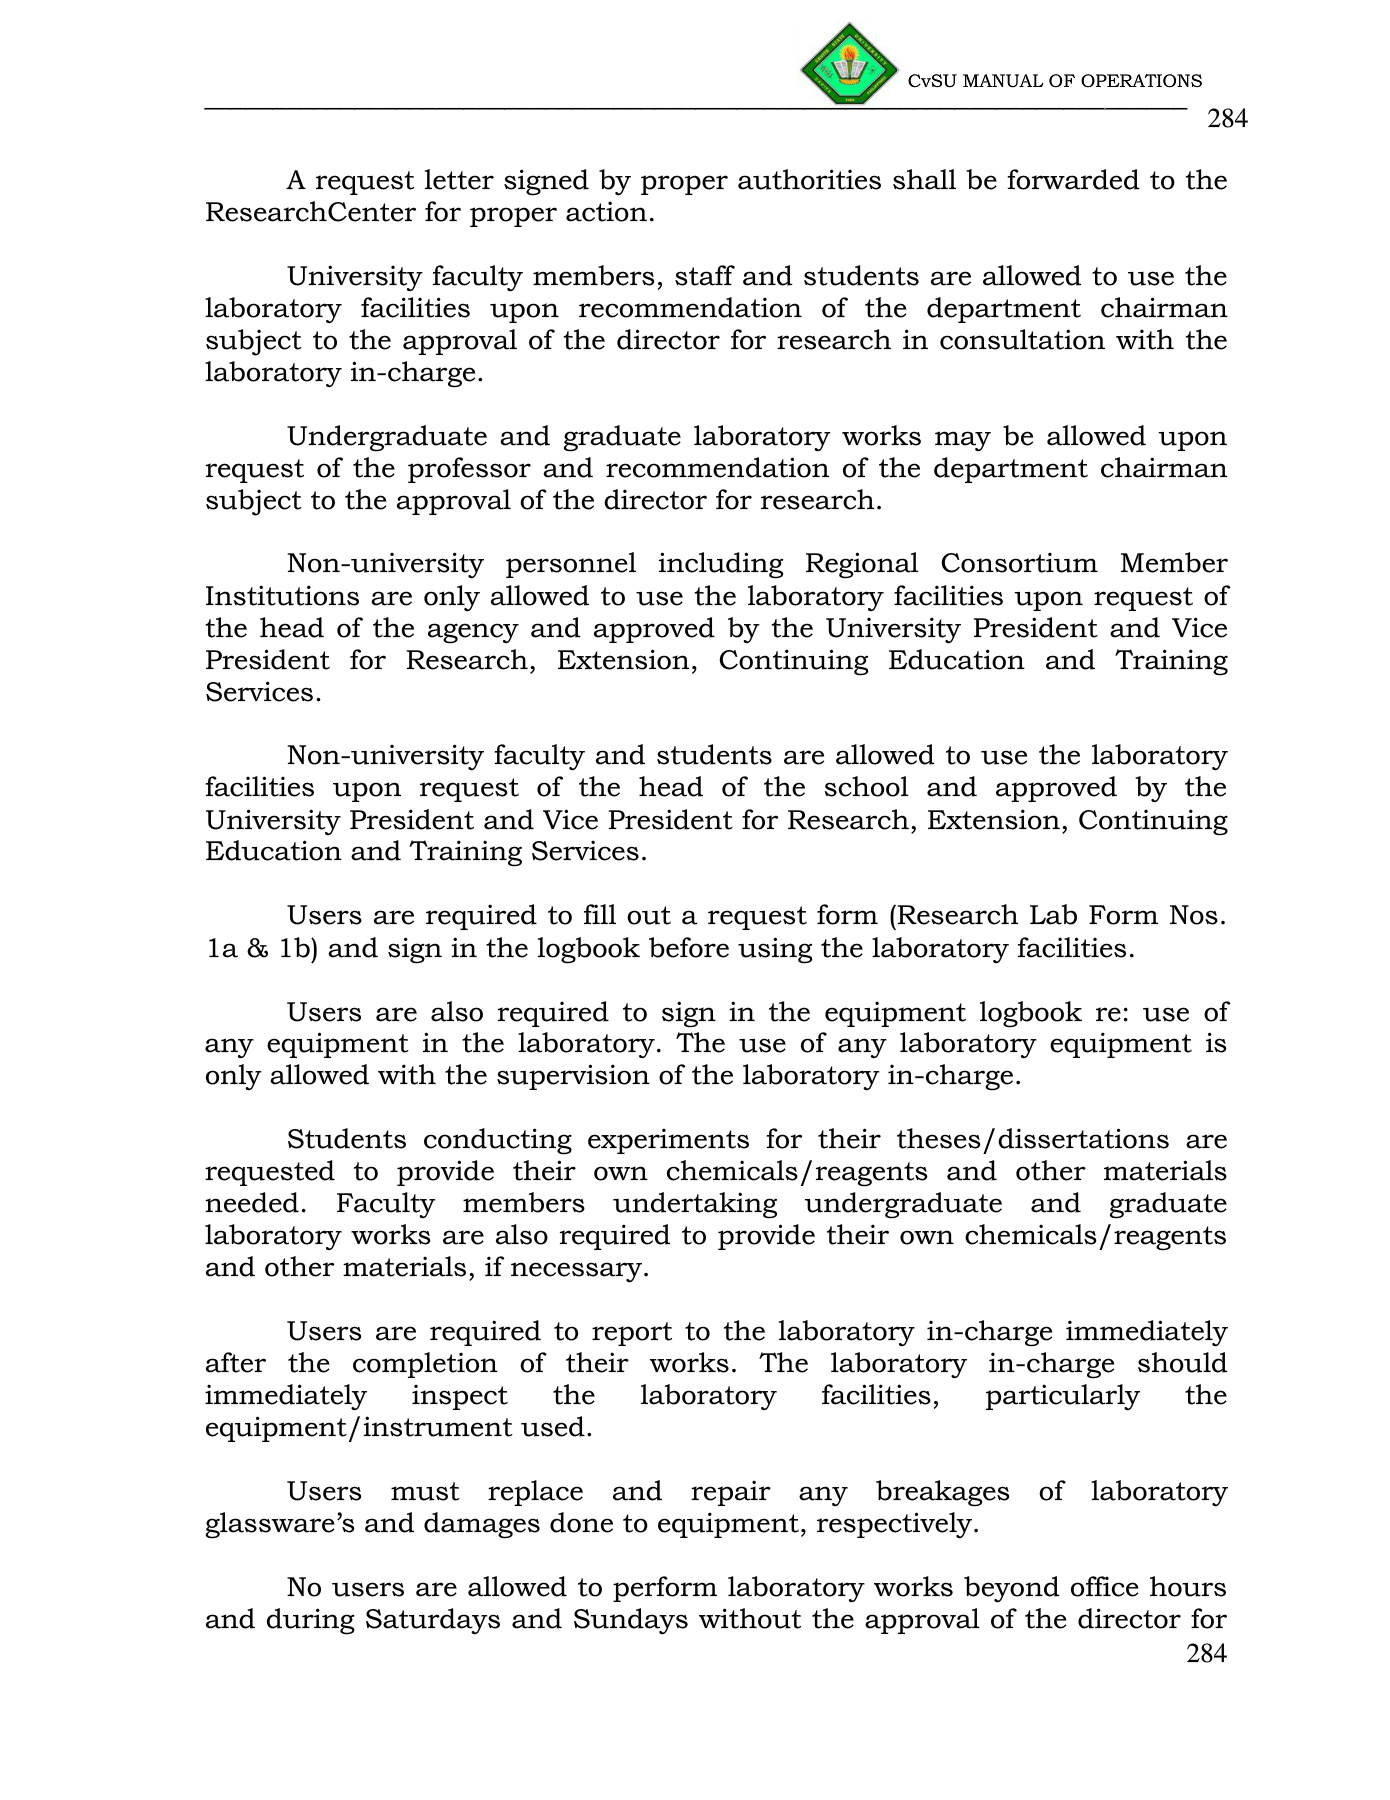 CvSU MANUAL OF OPERATIONS
284
A request letter signed by proper authorities shall be forwarded to the
ResearchCenter for proper action.
University faculty members, staff and students are allowed to use the
laboratory facilities upon recommendation of the department chairman
subject to the approval of the director for research in consultation with the
laboratory in-charge.
Undergraduate and graduate laboratory works may be allowed upon
request of the professor and recommendation of the department chairman
subject to the approval of the director for research.
Non-university personnel including Regional Consortium Member
Institutions are only allowed to use the laboratory facilities upon request of
the head of the agency and approved by the University President and Vice
President for Research, Extension, Continuing Education and Training
Services.
Non-university faculty and students are allowed to use the laboratory
facilities upon request of the head of the school and approved by the
University President and Vice President for Research, Extension, Continuing
Education and Training Services.
Users are required to fill out a request form (Research Lab Form Nos.
1a & 1b) and sign in the logbook before using the laboratory facilities.
Users are also required to sign in the equipment logbook re: use of
any equipment in the laboratory. The use of any laboratory equipment is
only allowed with the supervision of the laboratory in-charge.
Students conducting experiments for their theses/dissertations are
requested to provide their own chemicals/reagents and other materials
needed. Faculty members undertaking undergraduate and graduate
laboratory works are also required to provide their own chemicals/reagents
and other materials, if necessary.
Users are required to report to the laboratory in-charge immediately
after the completion of their works. The laboratory in-charge should
immediately inspect the laboratory facilities, particularly the
equipment/instrument used.
Users must replace and repair any breakages of laboratory
glassware’s and damages done to equipment, respectively.
No users are allowed to perform laboratory works beyond office hours
and during Saturdays and Sundays without the approval of the director for
284